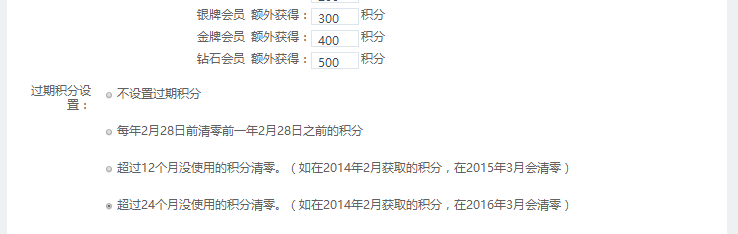 银牌会员 额外获得：300 积分
金牌会员 额外获得：400 积分
钻石会员 额外获得：500 积分
过期积分设置：
不设置过期积分
每年2月28日前清零前一年2月28日之前的积分
超过12个月没使用的积分清零。（如在2014年2月获取的积分，在2015年3月会清零）
超过24个月没使用的积分清零。（如在2014年2月获取的积分，在2016年3月会清零）